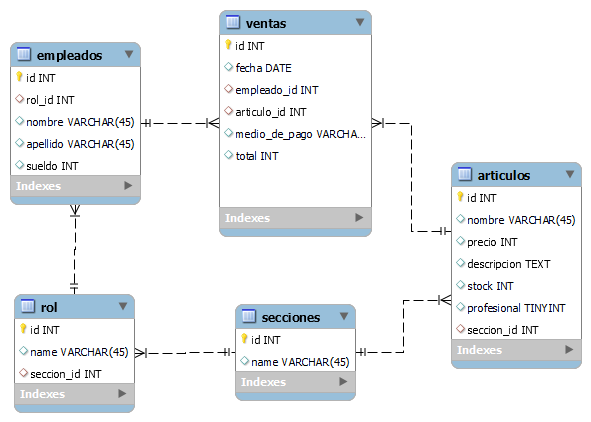 empleados
id INT
rol_id INT
nombre VARCHAR(45)
apellido VARCHAR(45)
sueldo INT
Indexes
ventas
id INT
fecha DATE
empleado_id INT
articulo_id INT
medio_de_pago VARCHA...
total INT
Indexes
articulos
id INT
nombre VARCHAR(45)
precio INT
descripcion TEXT
stock INT
profesional TINYINT
seccion_id INT
Indexes
rol
id INT
name VARCHAR(45)
seccion_id INT
Indexes
secciones
id INT
name VARCHAR(45)
Indexes